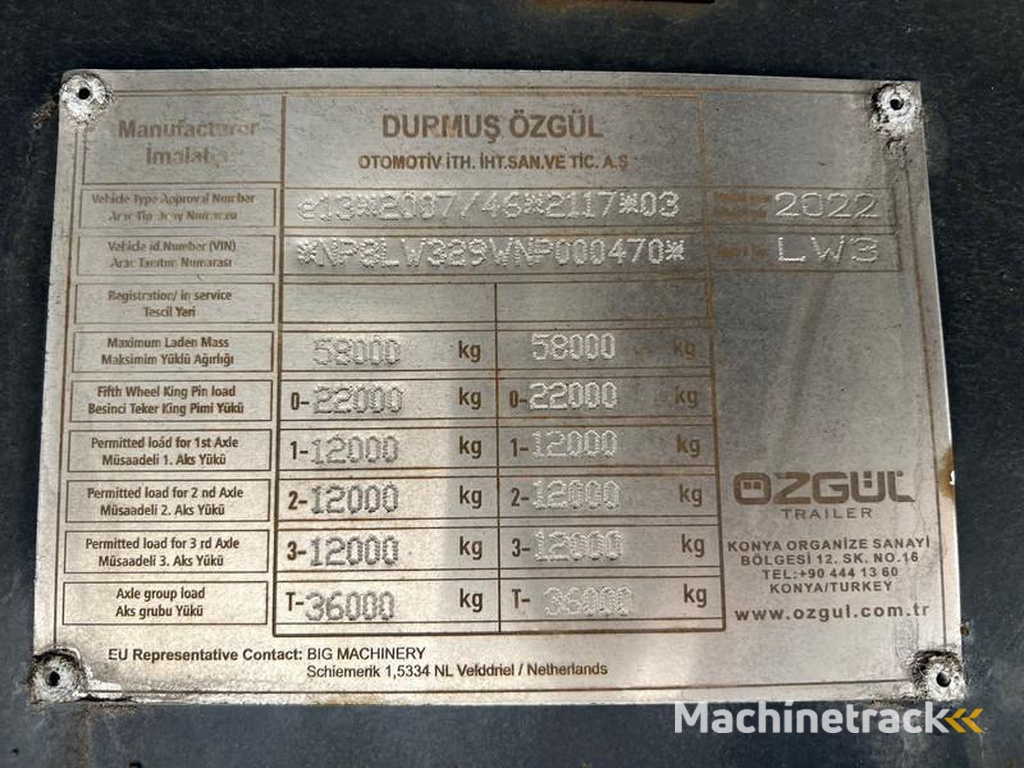 Manufacturer
İmalatçı
DURMUŞ ÖZGÜL
OTOMOTİV İTH. İHT.SAN.VE TİC. A.Ş
Vehicle Type Approval Number
Araç Tip Onay Numarası
e13*2007/46*2117*03
2022
Vehicle id.Number (VIN)
Araç Tanıtım Numarası
*NP8LW389WNP000470*
LW3
Registration/ in service
Tescil Yeri
Maximum Laden Mass
Maksimim Yüklü Ağırlığı
58000 kg 58000 kg
Fifth Wheel King Pin load
Besinci Teker King Pimi Yükü
0-22000 kg 0-22000 kg
Permitted load for 1st Axle
Müsaadeli 1. Aks Yükü
1-12000 kg 1-12000 kg
Permitted load for 2 nd Axle
Müsaadeli 2. Aks Yükü
2-12000 kg 2-12000 kg
Permitted load for 3 rd Axle
Müsaadeli 3. Aks Yükü
3-12000 kg 3-12000 kg
Axle group load
Aks grubu Yükü
T-36000 kg T- 36000 kg
ÖZGÜL
TRAILER
KONYA ORGANIZE SANAYİ
BÖLGESİ 12. SK. NO.16
TEL:+90 444 13 60
KONYA/TURKEY
www.ozgul.com.tr
EU Representative Contact: BIG MACHINERY
Schiemerik 1,5334 NL Velddriel / Netherlands
Machinetrack